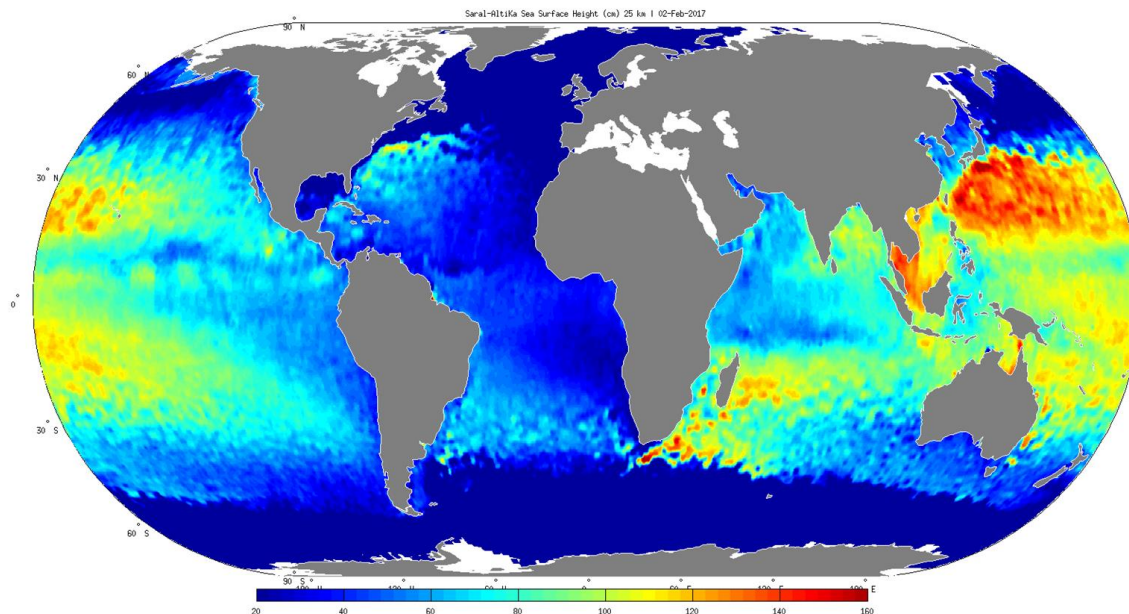 Saral-AltiKa Sea Surface Height (cm) 25 km | 02-Feb-2017
90° N
60° N
30° N
0°
30° S
60° S
90° S
20 40 60 80 100 120 140 160